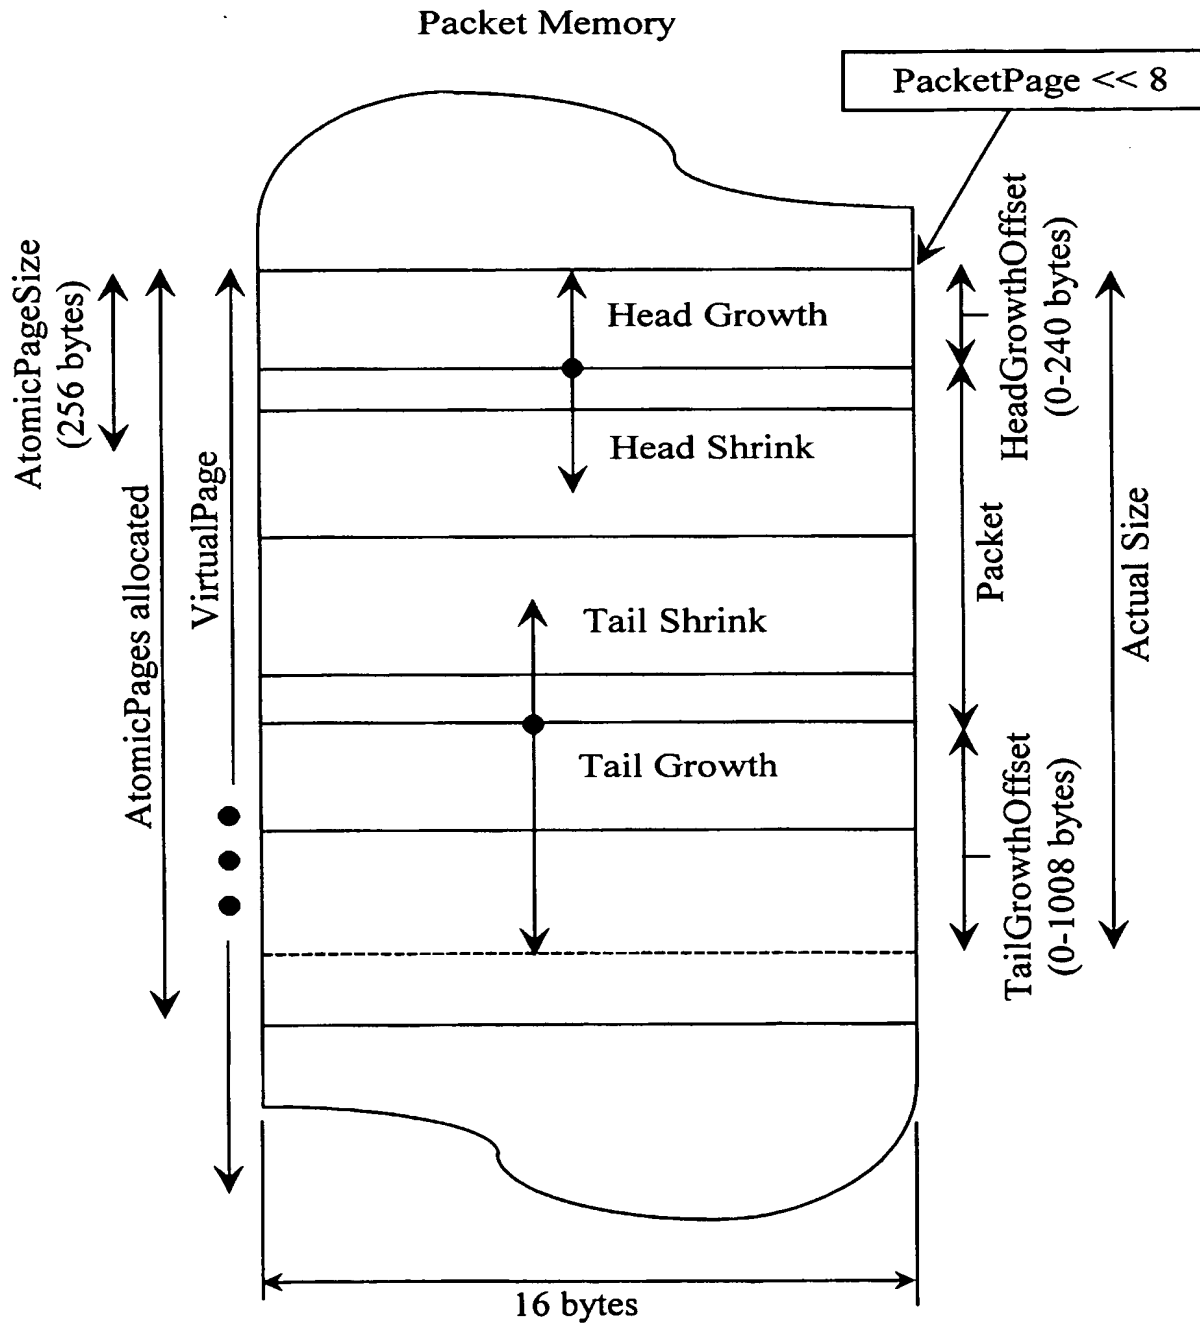 Packet Memory
PacketPage << 8
AtomicPageSize
(256 bytes)
AtomicPages allocated
VirtualPage
Head Growth
Head Shrink
Tail Shrink
Tail Growth
HeadGrowthOffset
(0-240 bytes)
Packet
TailGrowthOffset
(0-1008 bytes)
Actual Size
16 bytes